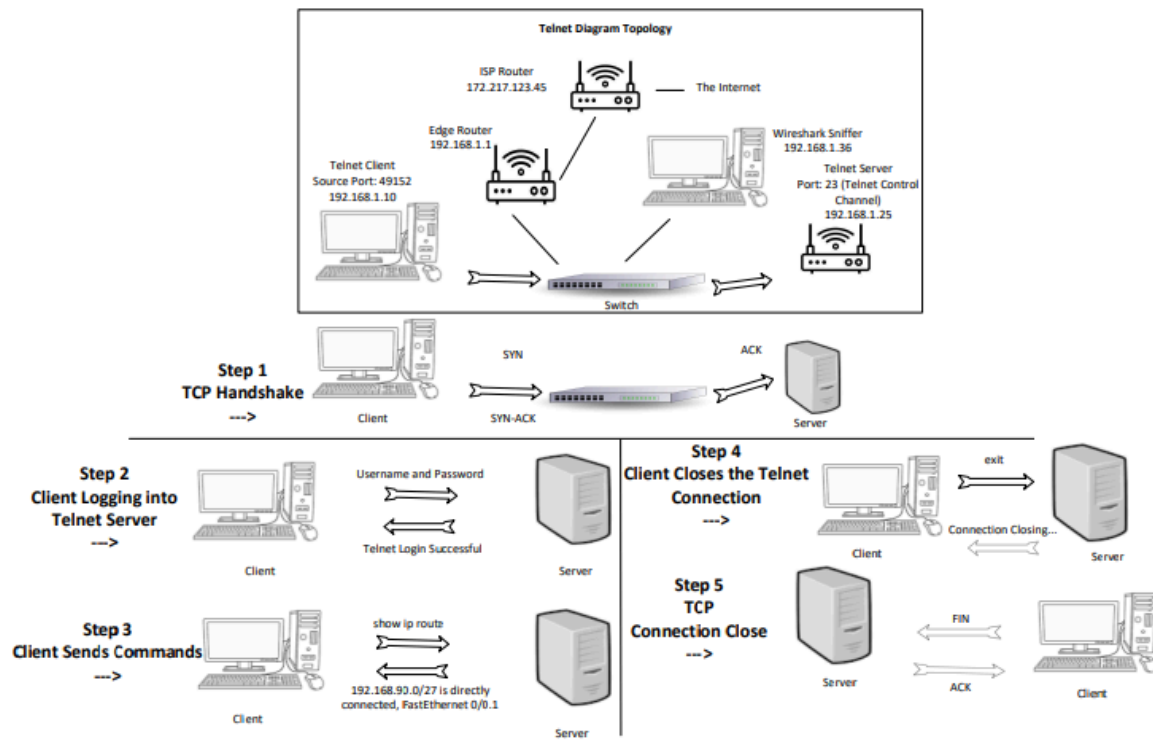 Telnet Diagram Topology
ISP Router
172.217.123.45
The Internet
Edge Router
192.168.1.1
Wireshark Sniffer
192.168.1.36
Telnet Client
Source Port: 49152
192.168.1.10
Telnet Server
Port: 23 (Telnet Control
Channel)
192.168.1.25
Switch
Step 1
TCP Handshake
--->
SYN
ACK
SYN-ACK
Client
Server
Step 2
Client Logging into
Telnet Server
--->
Username and Password
Telnet Login Successful
Client
Server
Step 3
Client Sends Commands
--->
show ip route
192.168.90.0/27 is directly
connected, FastEthernet 0/0.1
Client
Server
Step 4
Client Closes the Telnet
Connection
--->
exit
Connection Closing...
Client
Server
Step 5
TCP
Connection Close
--->
FIN
ACK
Server
Client